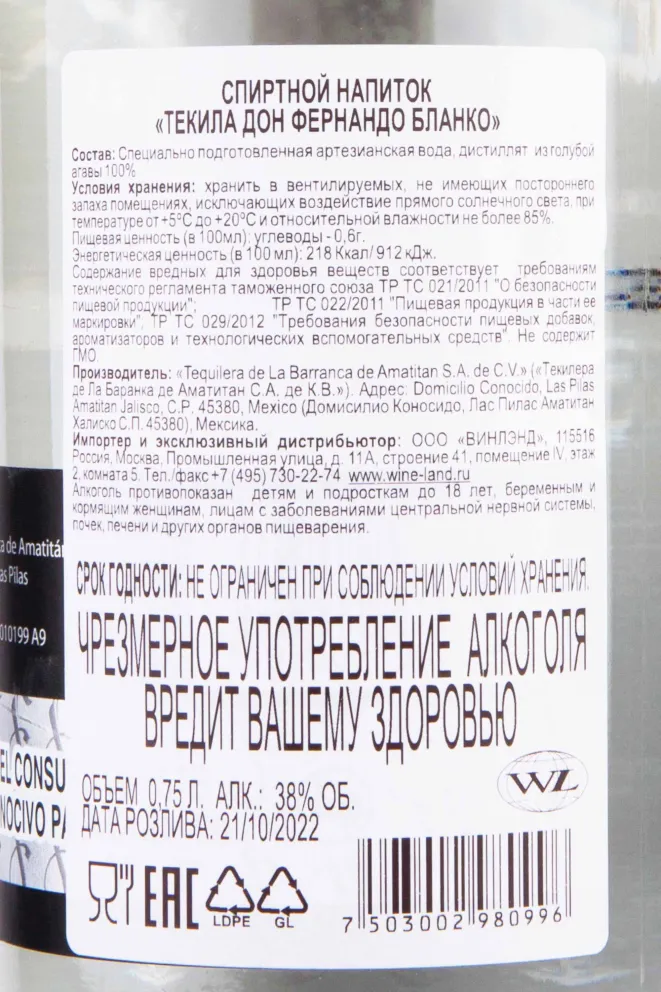 СПИРТНОЙ НАПИТОК
«ТЕКИЛА ДОН ФЕРНАНДО БЛАНКО»
Состав: Специально подготовленная артезианская вода, дистиллят из голубой
агавы 100%
Условия хранения: хранить в вентилируемых, не имеющих постороннего
запаха помещениях, исключающих воздействие прямого солнечного света, при
температуре от +5°С до +20°С и относительной влажности не более 85%.
Пищевая ценность (в 100мл): углеводы - 0,6г.
Энергетическая ценность (в 100 мл): 218 Ккал/ 912 кДж.
Содержание вредных для здоровья веществ соответствует требованиям
технического регламента таможенного союза ТР ТС 021/2011 "О безопасности
пищевой продукции"; ТР ТС 022/2011 "Пищевая продукция в части ее
маркировки", ТР ТС 029/2012 "Требования безопасности пищевых добавок,
ароматизаторов и технологических вспомогательных средств". Не содержит
ГМО.
Производитель: «Tequilera de La Barranca de Amatitan S.A. de C.V.» («Текилера
де Ла Баранка де Аматитан С.А. де К.В.»). Адрес: Domicilio Conocido, Las Pilas
Amatitan Jalisco, C.P. 45380, Mexico (Домисилио Коносидо, Лас Пилас Аматитан
Халиско С.П. 45380), Мексика.
Импортер и эксклюзивный дистрибьютор: ООО «ВИНЛЭНД», 115516
Россия, Москва, Промышленная улица, д. 11А, строение 41, помещение IV, этаж
2, комната 5. Тел./факс +7 (495) 730-22-74 www.wine-land.ru
Алкоголь противопоказан детям и подросткам до 18 лет, беременным и
кормящим женщинам, лицам с заболеваниями центральной нервной системы,
почек, печени и других органов пищеварения.
СРОК ГОДНОСТИ: НЕ ОГРАНИЧЕН ПРИ СОБЛЮДЕНИИ УСЛОВИЙ ХРАНЕНИЯ.
ЧРЕЗМЕРНОЕ УПОТРЕБЛЕНИЕ АЛКОГОЛЯ
ВРЕДИТ ВАШЕМУ ЗДОРОВЬЮ
WL
ОБЪЕМ 0,75 Л. АЛК.: 38% ОБ.
ДАТА РОЗЛИВА: 21/10/2022
EAC
LDPE GL
7 503002 980996
a de Amatitá
as Pilas
010199 A9
EL CONSU
NOCIVO PA